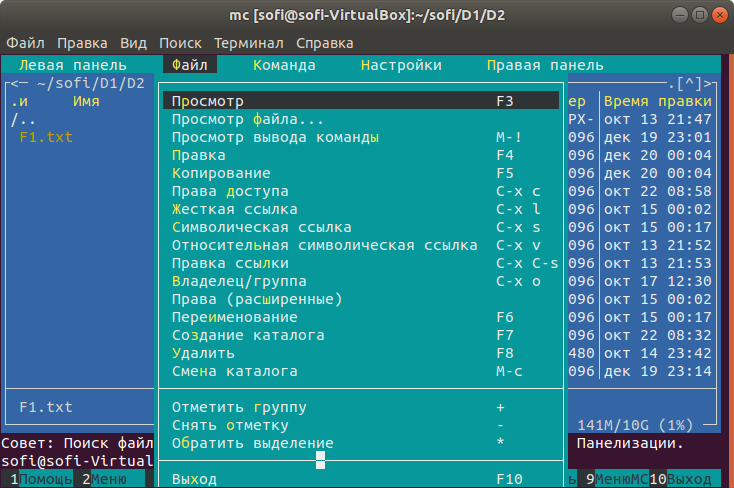 mc [sofi@sofi-VirtualBox]:~/sofi/D1/D2
Файл Правка Вид Поиск Терминал Справка
Левая панель Файл Команда Настройки Правая панель
<─ ~/sofi/D1/D2 .[^]>
.и Имя ер Время правки
Просмотр F3
/.. РХ- окт 13 21:47
Просмотр файла...
F1.txt 096 дек 19 23:01
Просмотр вывода команды M-!
096 дек 20 00:04
Правка F4
096 дек 20 00:04
Копирование F5
096 окт 22 08:58
Права доступа C-x c
096 окт 15 00:02
Жесткая ссылка C-x l
096 окт 15 00:17
Символическая ссылка C-x s
096 окт 13 21:52
Относительная символическая ссылка C-x v
096 окт 13 21:53
Правка ссылки C-x C-s
096 окт 17 12:30
Владелец/группа C-x o
096 окт 15 00:02
Права (расширенные)
096 окт 15 00:17
Переименование F6
096 окт 22 08:32
Создание каталога F7
480 окт 14 23:42
Удалить F8
096 дек 19 23:14
Смена каталога M-c
F1.txt
Отметить группу +
Снять отметку -
141M/10G (1%)
Обратить выделение *
Совет: Поиск файл Панелизации.
sofi@sofi-Virtual
Выход F10
1Помощь 2Меню ь 9МенюMC10Выход